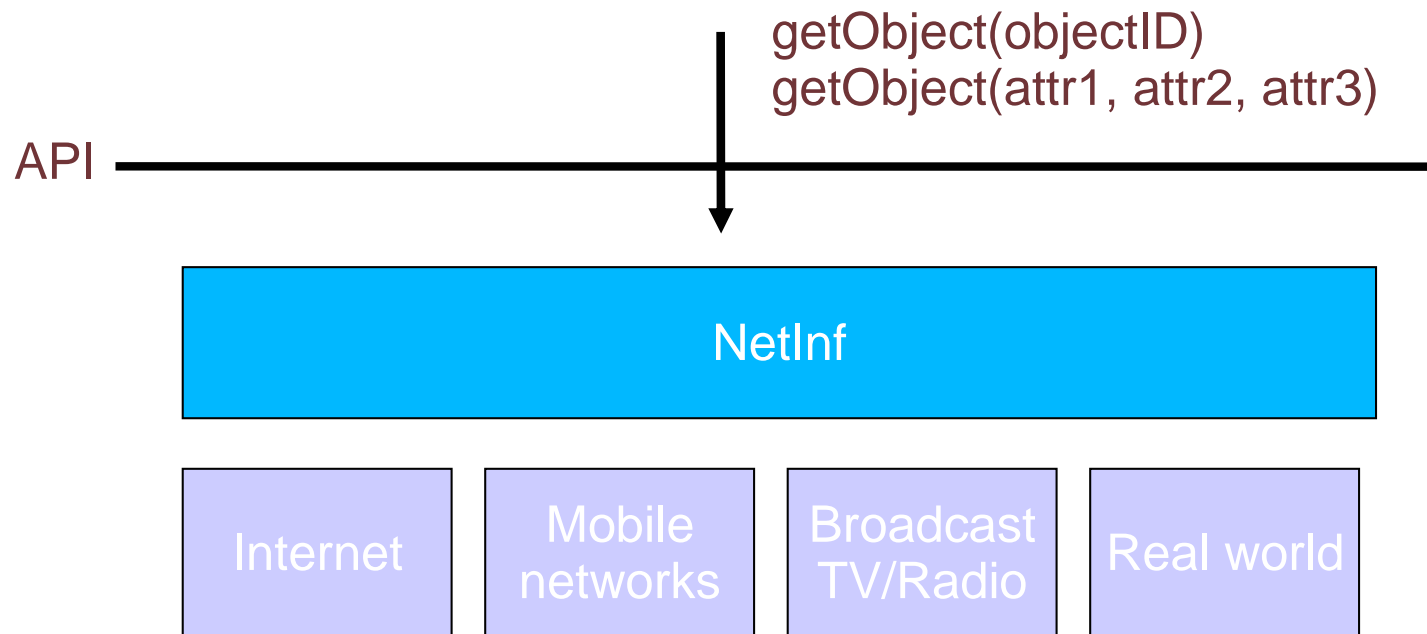 getObject(objectID)
getObject(attr1, attr2, attr3)
API
NetInf
Internet
Mobile
networks
Broadcast
TV/Radio
Real world